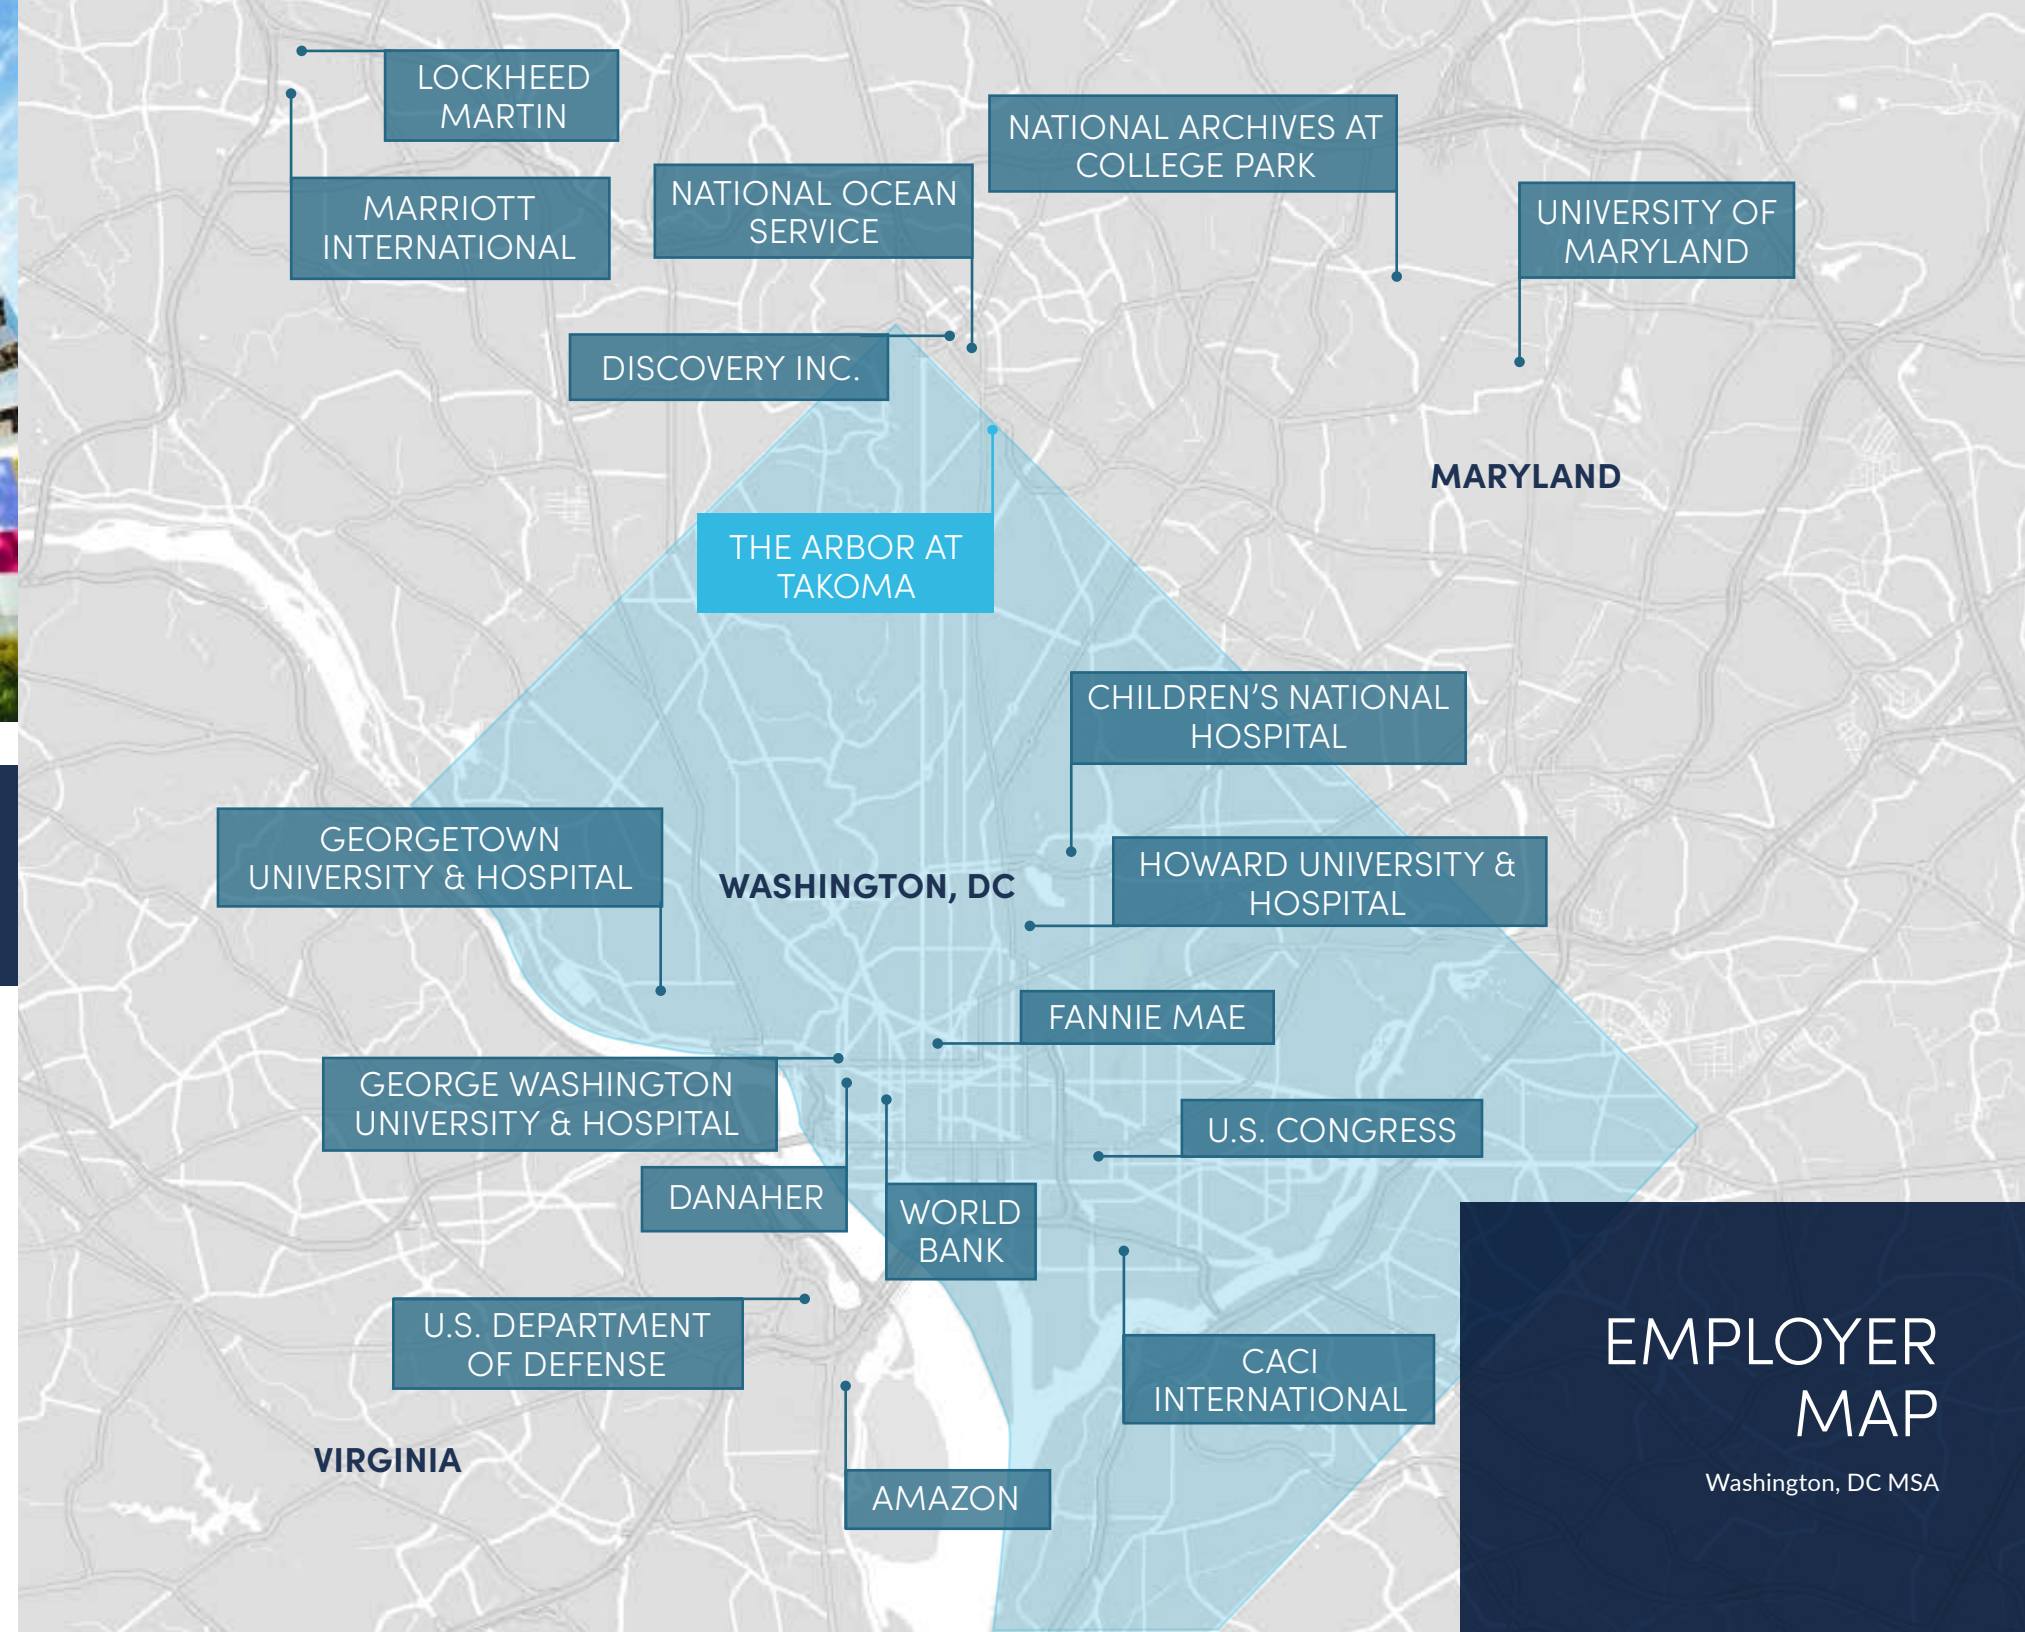 LOCKHEED
MARTIN
NATIONAL ARCHIVES AT
COLLEGE PARK
MARRIOTT
INTERNATIONAL
NATIONAL OCEAN
SERVICE
UNIVERSITY OF
MARYLAND
DISCOVERY INC.
MARYLAND
THE ARBOR AT
TAKOMA
CHILDREN’S NATIONAL
HOSPITAL
GEORGETOWN
UNIVERSITY & HOSPITAL
WASHINGTON, DC
HOWARD UNIVERSITY &
HOSPITAL
FANNIE MAE
GEORGE WASHINGTON
UNIVERSITY & HOSPITAL
U.S. CONGRESS
DANAHER
WORLD
BANK
U.S. DEPARTMENT
OF DEFENSE
CACI
INTERNATIONAL
VIRGINIA
AMAZON
EMPLOYER
MAP
Washington, DC MSA